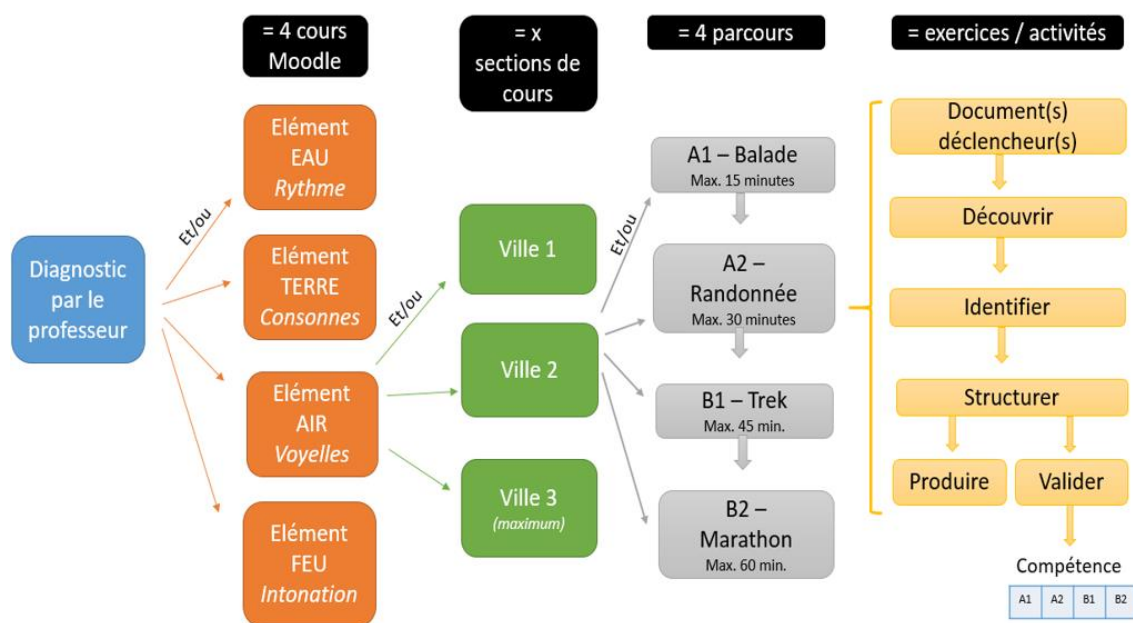 = 4 cours
Moodle
= x
sections de
cours
= 4 parcours
= exercices / activités
Diagnostic
par le
professeur
Et/ou
Elément
EAU
Rythme
Elément
TERRE
Consonnes
Elément
AIR
Voyelles
Elément
FEU
Intonation
Et/ou
Ville 1
Ville 2
Ville 3
(maximum)
Et/ou
A1 – Balade
Max. 15 minutes
A2 –
Randonnée
Max. 30 minutes
B1 – Trek
Max. 45 min.
B2 –
Marathon
Max. 60 min.
Document(s)
déclencheur(s)
Découvrir
Identifier
Structurer
Produire
Valider
Compétence
A1 A2 B1 B2